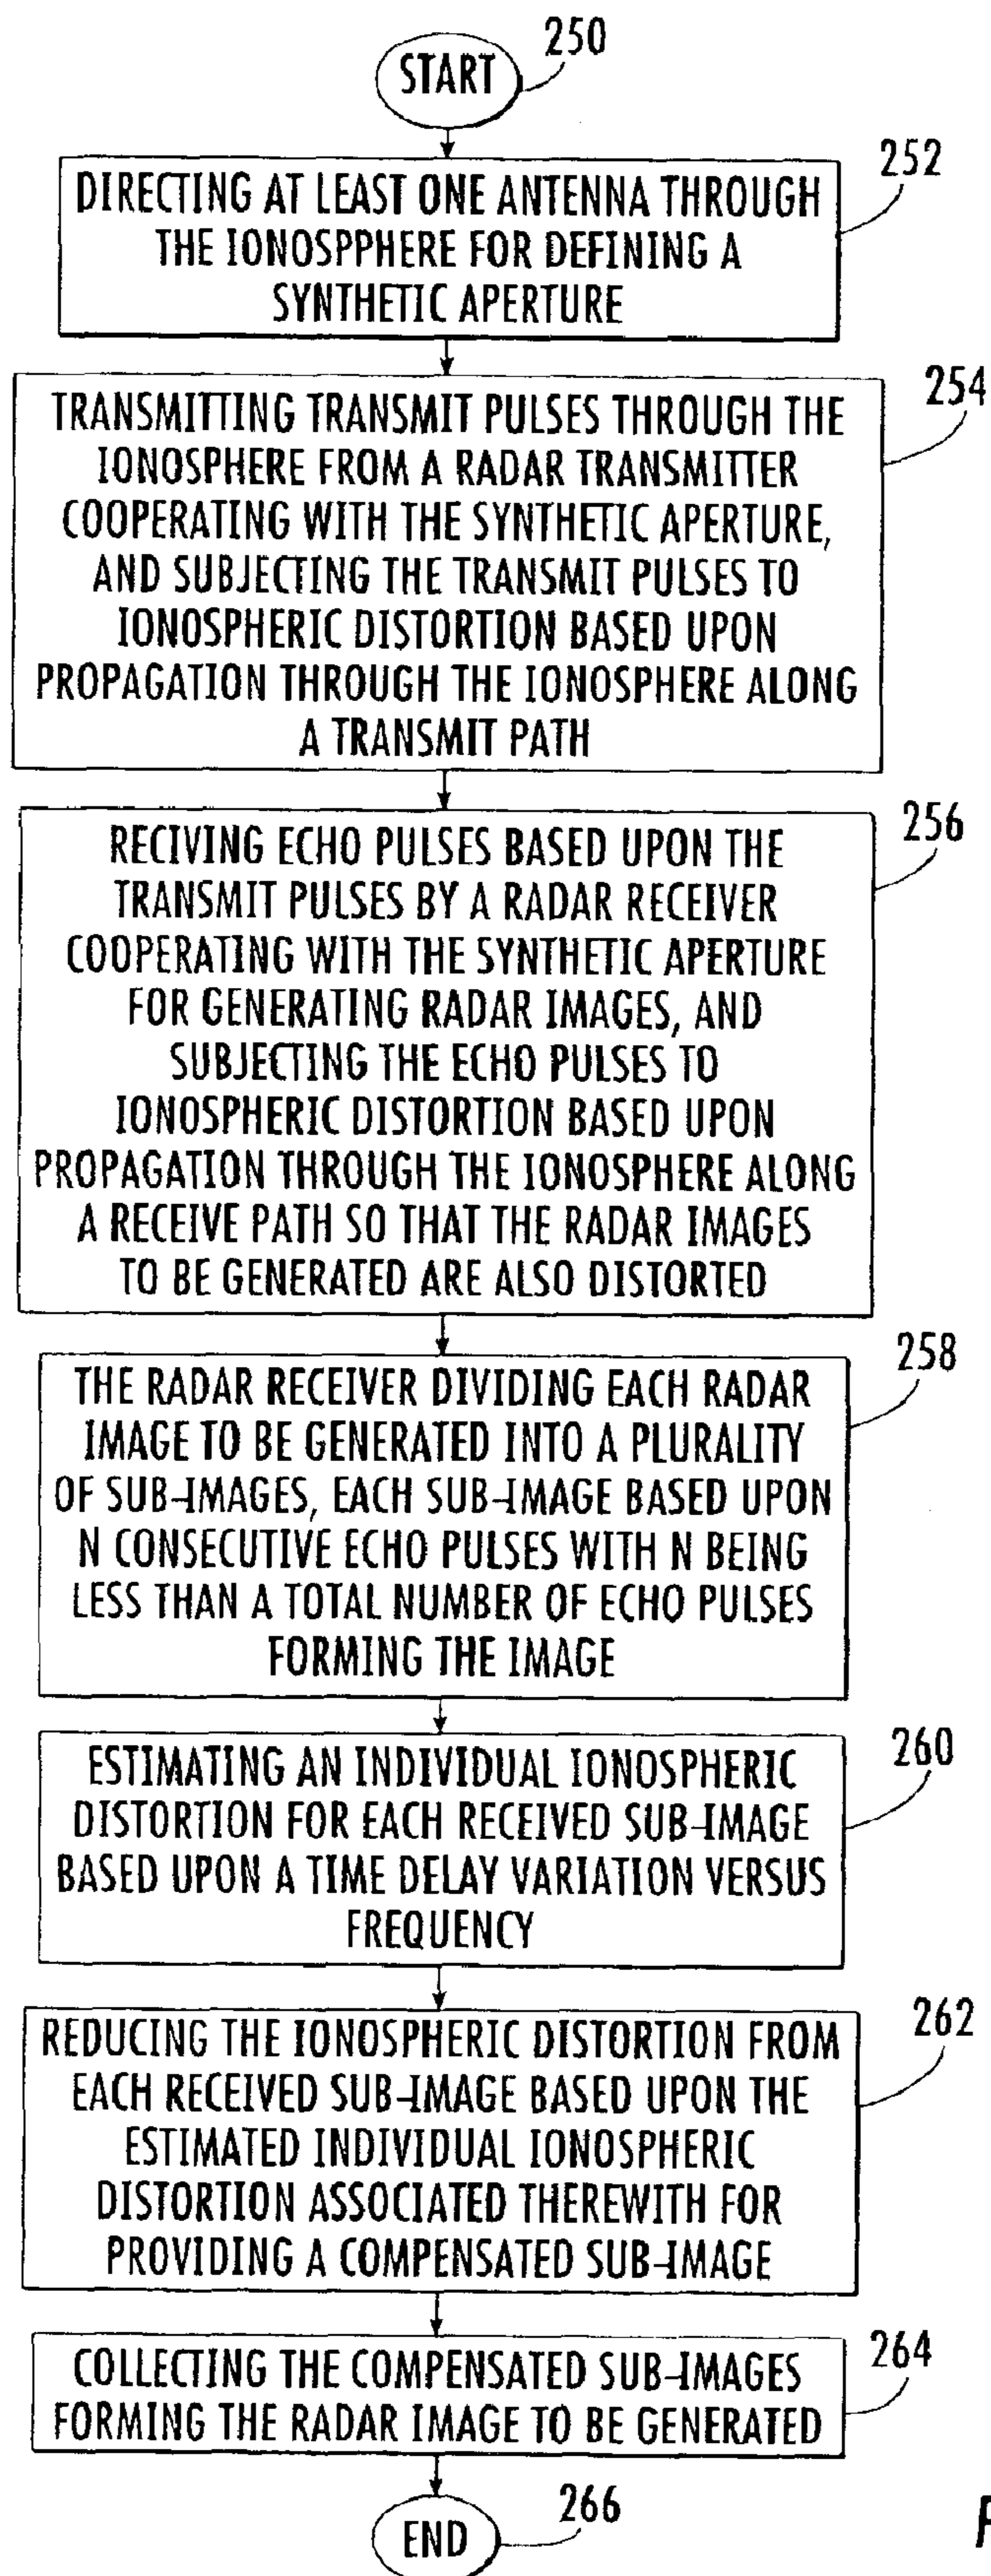 START
250
DIRECTING AT LEAST ONE ANTENNA THROUGH
THE IONOSPPHERE FOR DEFINING A
SYNTHETIC APERTURE
252
TRANSMITTING TRANSMIT PULSES THROUGH THE
IONOSPHERE FROM A RADAR TRANSMITTER
COOPERATING WITH THE SYNTHETIC APERTURE,
AND SUBJECTING THE TRANSMIT PULSES TO
IONOSPHERIC DISTORTION BASED UPON
PROPAGATION THROUGH THE IONOSPHERE ALONG
A TRANSMIT PATH
254
RECIVING ECHO PULSES BASED UPON THE
TRANSMIT PULSES BY A RADAR RECEIVER
COOPERATING WITH THE SYNTHETIC APERTURE
FOR GENERATING RADAR IMAGES, AND
SUBJECTING THE ECHO PULSES TO
IONOSPHERIC DISTORTION BASED UPON
PROPAGATION THROUGH THE IONOSPHERE ALONG
A RECEIVE PATH SO THAT THE RADAR IMAGES
TO BE GENERATED ARE ALSO DISTORTED
256
THE RADAR RECEIVER DIVIDING EACH RADAR
IMAGE TO BE GENERATED INTO A PLURALITY
OF SUB-IMAGES, EACH SUB-IMAGE BASED UPON
N CONSECUTIVE ECHO PULSES WITH N BEING
LESS THAN A TOTAL NUMBER OF ECHO PULSES
FORMING THE IMAGE
258
ESTIMATING AN INDIVIDUAL IONOSPHERIC
DISTORTION FOR EACH RECEIVED SUB-IMAGE
BASED UPON A TIME DELAY VARIATION VERSUS
FREQUENCY
260
REDUCING THE IONOSPHERIC DISTORTION FROM
EACH RECEIVED SUB-IMAGE BASED UPON THE
ESTIMATED INDIVIDUAL IONOSPHERIC
DISTORTION ASSOCIATED THEREWITH FOR
PROVIDING A COMPENSATED SUB-IMAGE
262
COLLECTING THE COMPENSATED SUB-IMAGES
FORMING THE RADAR IMAGE TO BE GENERATED
264
END
266